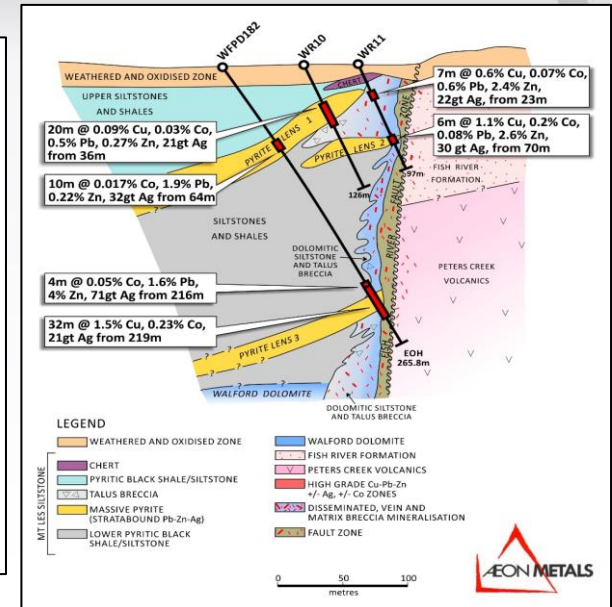 WFPD182
WR10
WR11
WEATHERED AND OXIDISED ZONE
CHERT
UPPER SILTSTONES
AND SHALES
7m @ 0.6% Cu, 0.07% Co,
0.6% Pb, 2.4% Zn,
22gt Ag, from 23m
20m @ 0.09% Cu, 0.03% Co,
0.5% Pb, 0.27% Zn, 21gt Ag
from 36m
PYRITE LENS 1
6m @ 1.1% Cu, 0.2% Co,
0.08% Pb, 2.6% Zn,
30 gt Ag, from 70m
PYRITE LENS 2
10m @ 0.017% Co, 1.9% Pb,
0.22% Zn, 32gt Ag from 64m
126m
97m
FISH RIVER
FORMATION
SILTSTONES
AND SHALES
DOLOMITIC
SILTSTONE
AND TALUS
BRECCIA
RIVER
FAULT
ZONE
PETERS CREEK
VOLCANICS
4m @ 0.05% Co, 1.6% Pb,
4% Zn, 71gt Ag from 216m
32m @ 1.5% Cu, 0.23% Co,
21gt Ag from 219m
PYRITE LENS 3
EOH
265.8m
? ? ? ?
WALFORD DOLOMITE
DOLOMITIC SILTSTONE
AND TALUS BRECCIA
LEGEND
WEATHERED AND OXIDISED ZONE
MT LES SILTSTONE
CHERT
PYRITIC BLACK SHALE/SILTSTONE
TALUS BRECCIA
MASSIVE PYRITE
(STRATABOUND Pb-Zn-Ag)
LOWER PYRITIC BLACK
SHALE/SILTSTONE
WALFORD DOLOMITE
FISH RIVER FORMATION
PETERS CREEK VOLCANICS
HIGH GRADE Cu-Pb-Zn
+/- Ag, +/- Co ZONES
DISSEMINATED, VEIN AND
MATRIX BRECCIA MINERALISATION
FAULT ZONE
0 50 100
metres
ÆON METALS